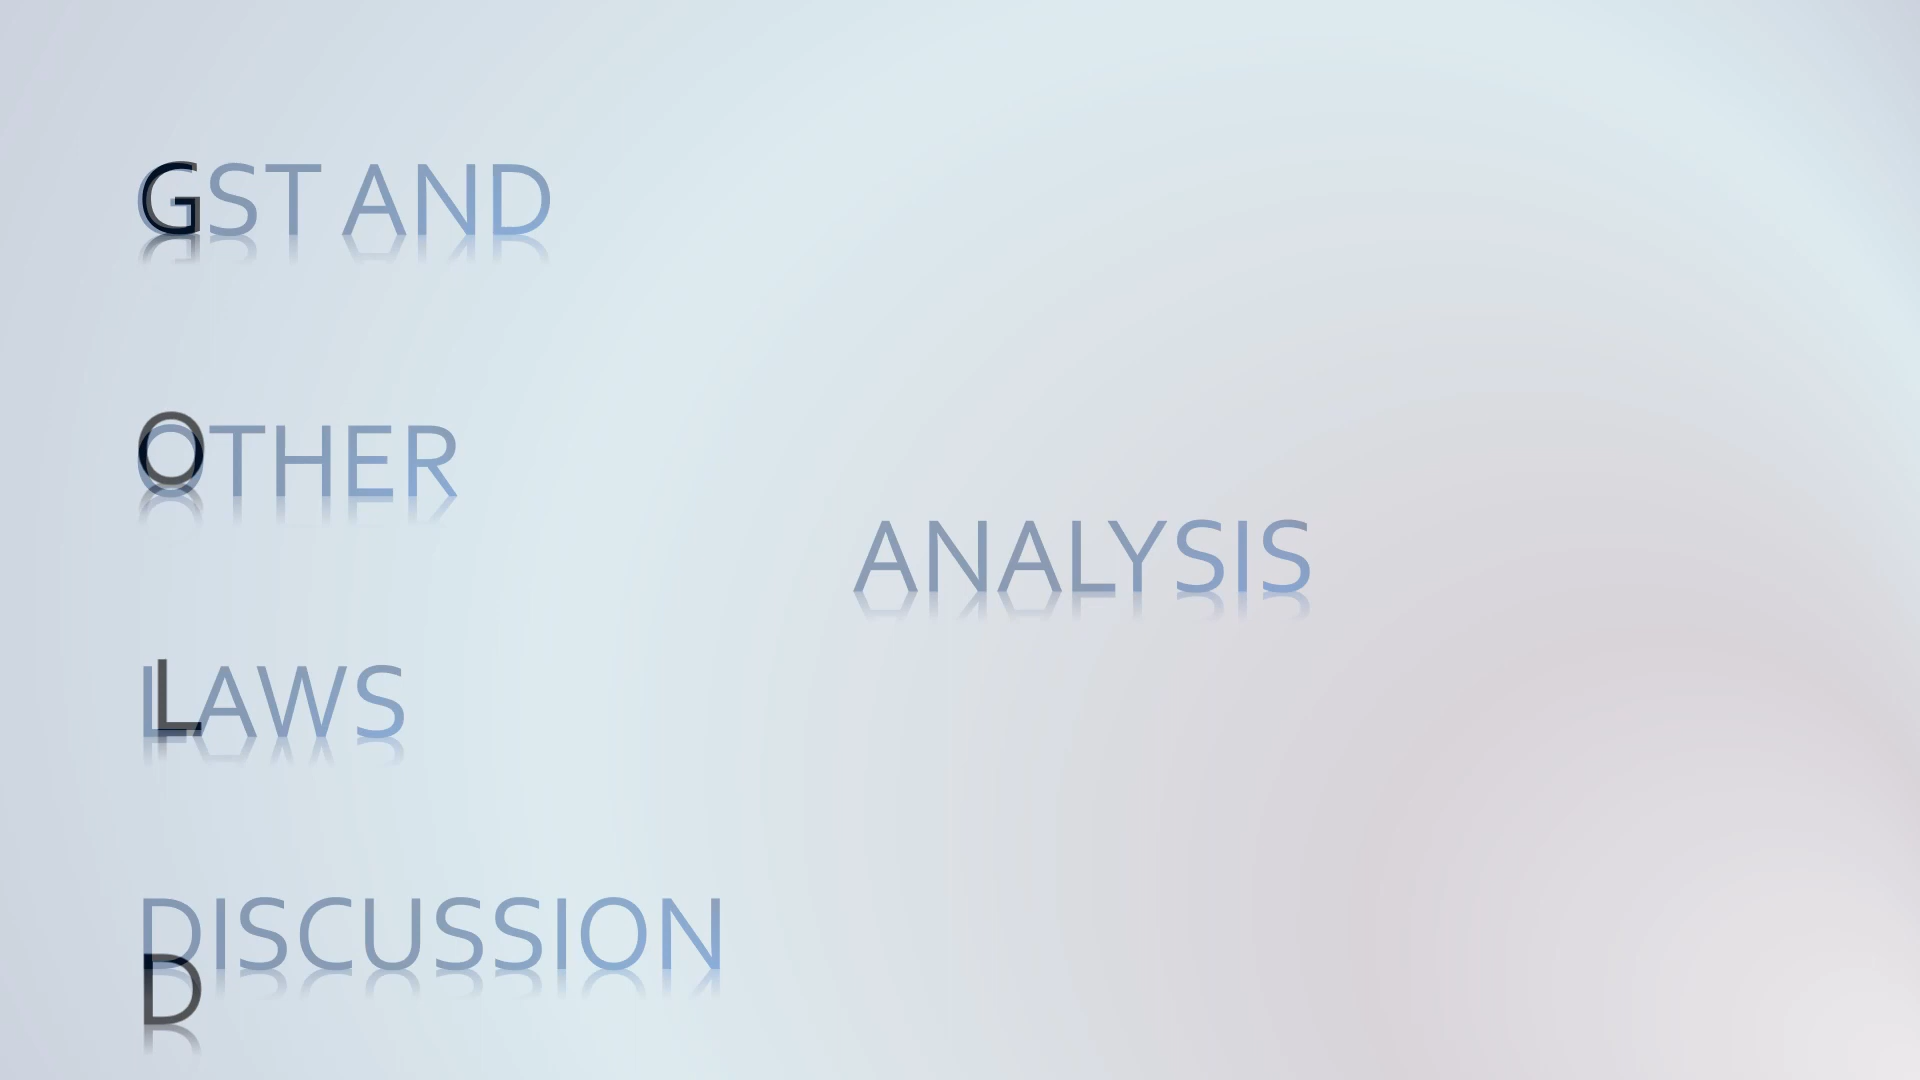 GST AND
OTHER
ANALYSIS
LAWS
DISCUSSION
G
O
L
D